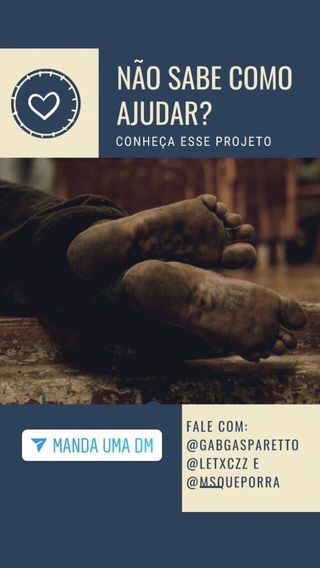 NÃO SABE COMO
AJUDAR?
CONHEÇA ESSE PROJETO
MANDA UMA DM
FALE COM:
@GABGASPARETTO
@LETXCZZ E
@MSQUEPORRA